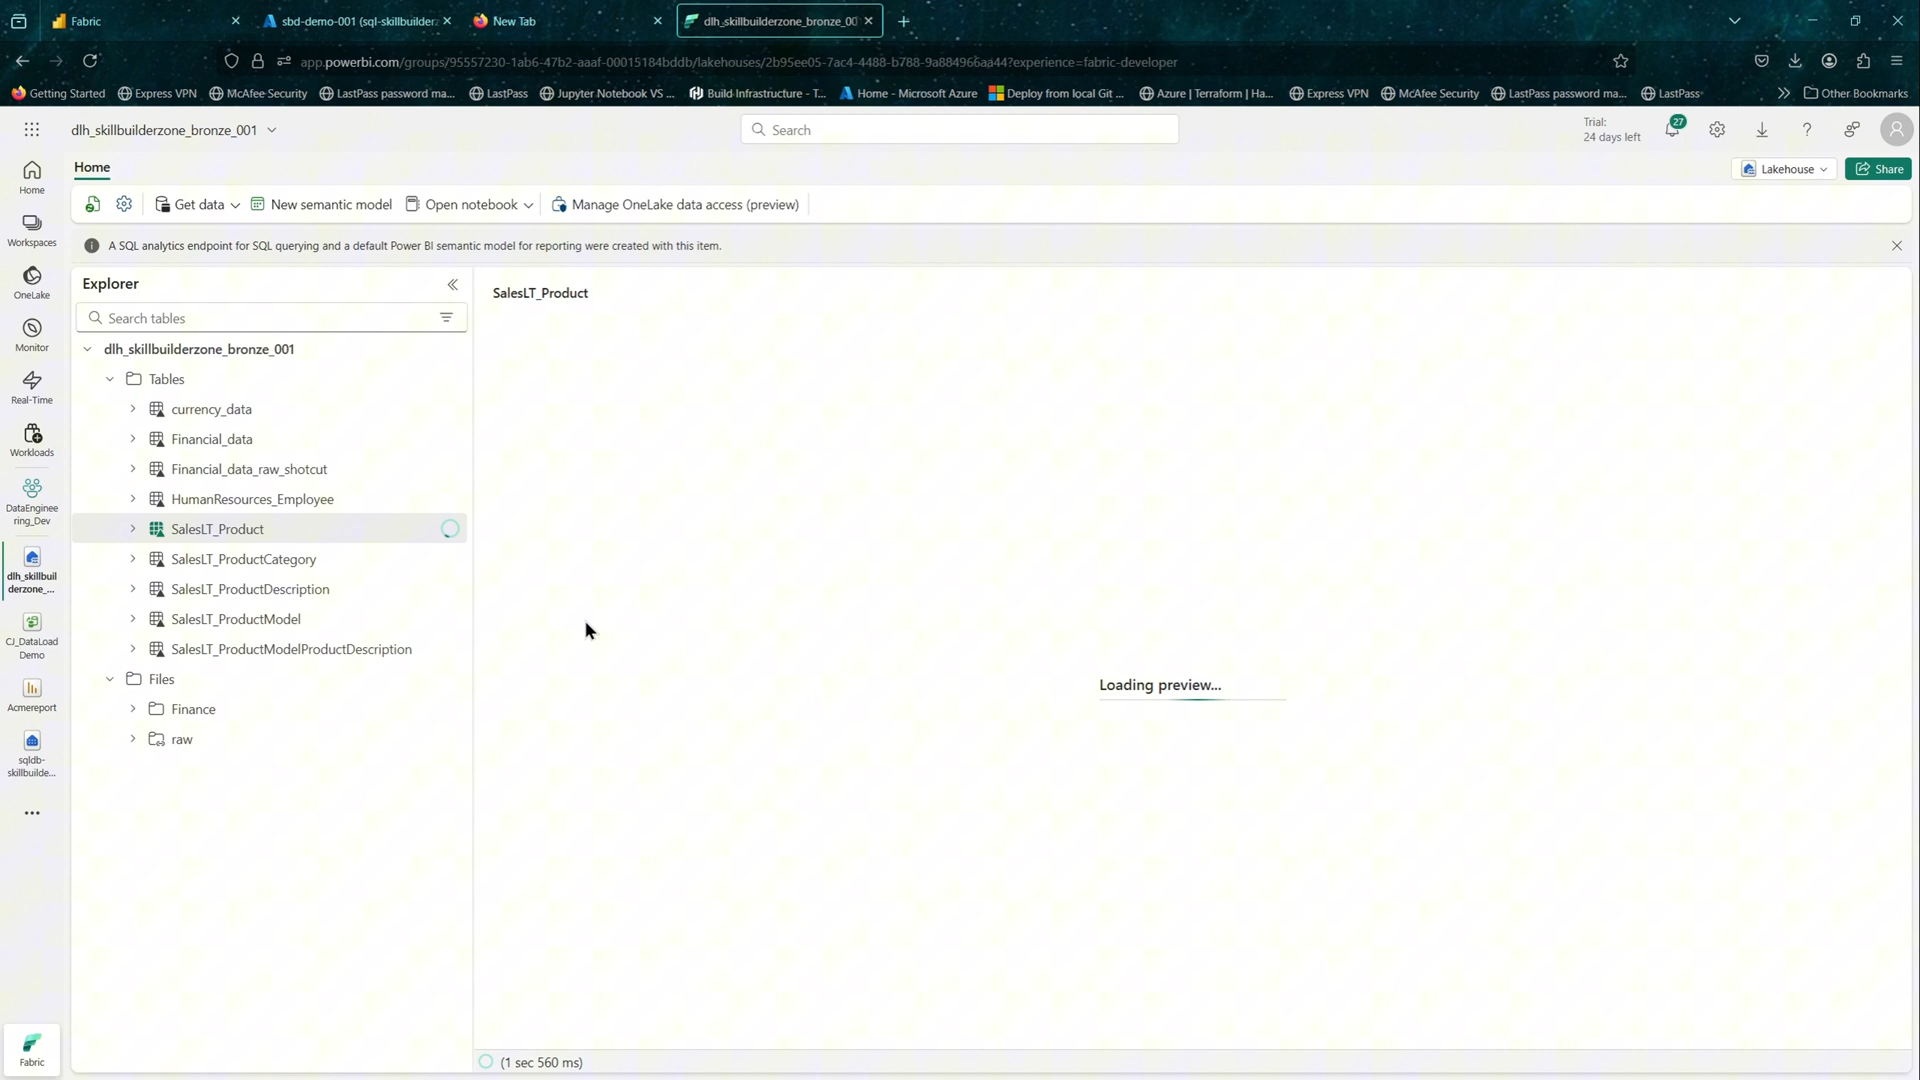 Fabric
sbd-demo-001 (sql-skillbuilder
New Tab
dlh_skillbuilderzone_bronze_00
app.powerbi.com/groups/95557230-1ab6-47b2-aaaf-00015184bddb/lakehouses/2b95ee05-7ac4-4488-b788-9a884966aa44?experience=fabric-developer
Getting Started
Express VPN
McAfee Security
LastPass password ma...
LastPass
Jupyter Notebook VS ...
Build Infrastructure - T...
Home - Microsoft Azure
Deploy from local Git ...
Azure | Terraform | Ha...
Express VPN
McAfee Security
LastPass password ma...
LastPass
Other Bookmarks
dlh_skillbuilderzone_bronze_001
Search
Trial:
24 days left
27
Home
Lakehouse
Share
Get data
New semantic model
Open notebook
Manage OneLake data access (preview)
A SQL analytics endpoint for SQL querying and a default Power BI semantic model for reporting were created with this item.
Home
Workspaces
OneLake
Monitor
Real-Time
Workloads
DataEnginee
ring_Dev
dlh_skillbuil
derzone_...
CJ_DataLoad
Demo
Acmereport
sqldb-
skillbuilde...
Fabric
Explorer
Search tables
dlh_skillbuilderzone_bronze_001
Tables
currency_data
Financial_data
Financial_data_raw_shotcut
HumanResources_Employee
SalesLT_Product
SalesLT_ProductCategory
SalesLT_ProductDescription
SalesLT_ProductModel
SalesLT_ProductModelProductDescription
Files
Finance
raw
SalesLT_Product
Loading preview...
(1 sec 560 ms)